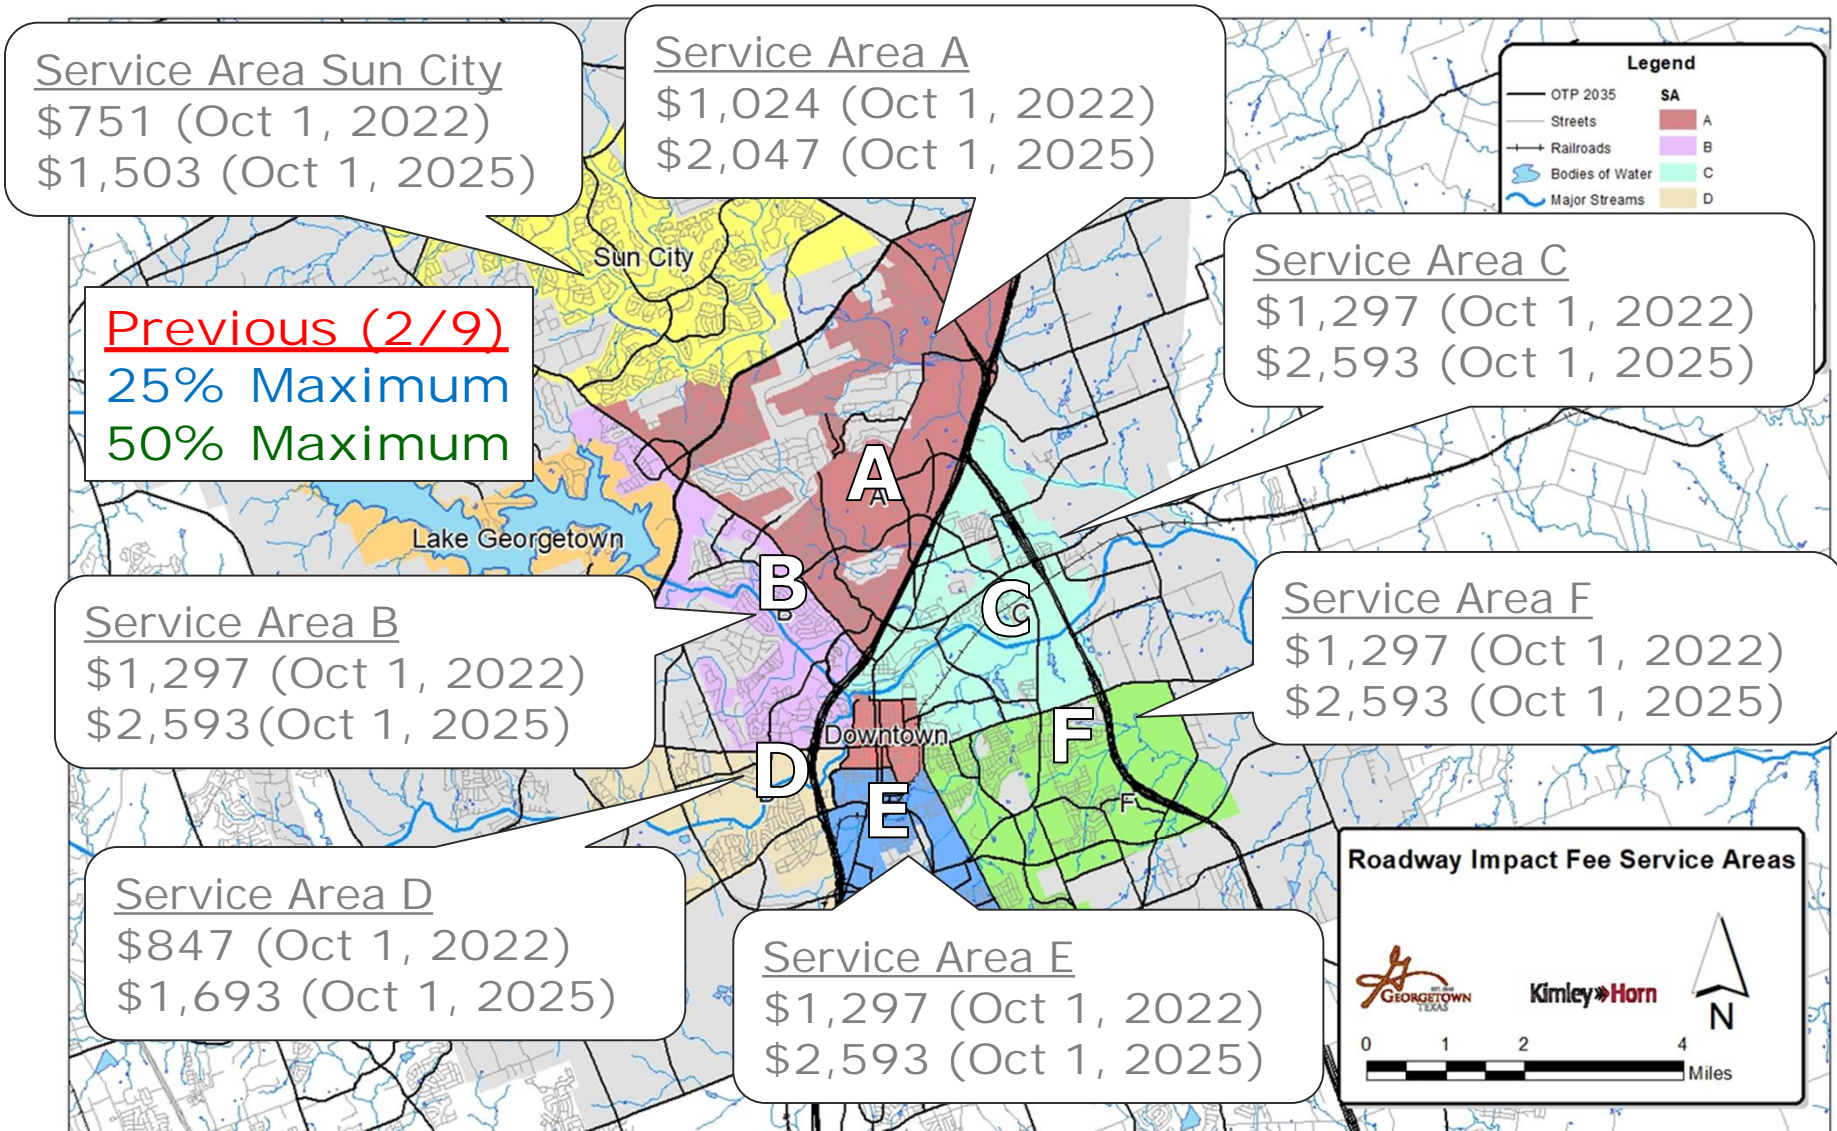 Service Area Sun City
$751 (Oct 1, 2022)
$1,503 (Oct 1, 2025)
Service Area A
$1,024 (Oct 1, 2022)
$2,047 (Oct 1, 2025)
Legend
OTP 2035
Streets
Railroads
Bodies of Water
Major Streams
SA
A
B
C
D
Service Area C
$1,297 (Oct 1, 2022)
$2,593 (Oct 1, 2025)
Sun City
Previous (2/9)
25% Maximum
50% Maximum
A
A
Lake Georgetown
B
B
C
C
Service Area B
$1,297 (Oct 1, 2022)
$2,593(Oct 1, 2025)
Service Area F
$1,297 (Oct 1, 2022)
$2,593 (Oct 1, 2025)
Downtown
D
E
F
F
Service Area D
$847 (Oct 1, 2022)
$1,693 (Oct 1, 2025)
Service Area E
$1,297 (Oct 1, 2022)
$2,593 (Oct 1, 2025)
Roadway Impact Fee Service Areas
GEORGETOWN
TEXAS
Kimley»Horn
N
0 1 2 4
Miles